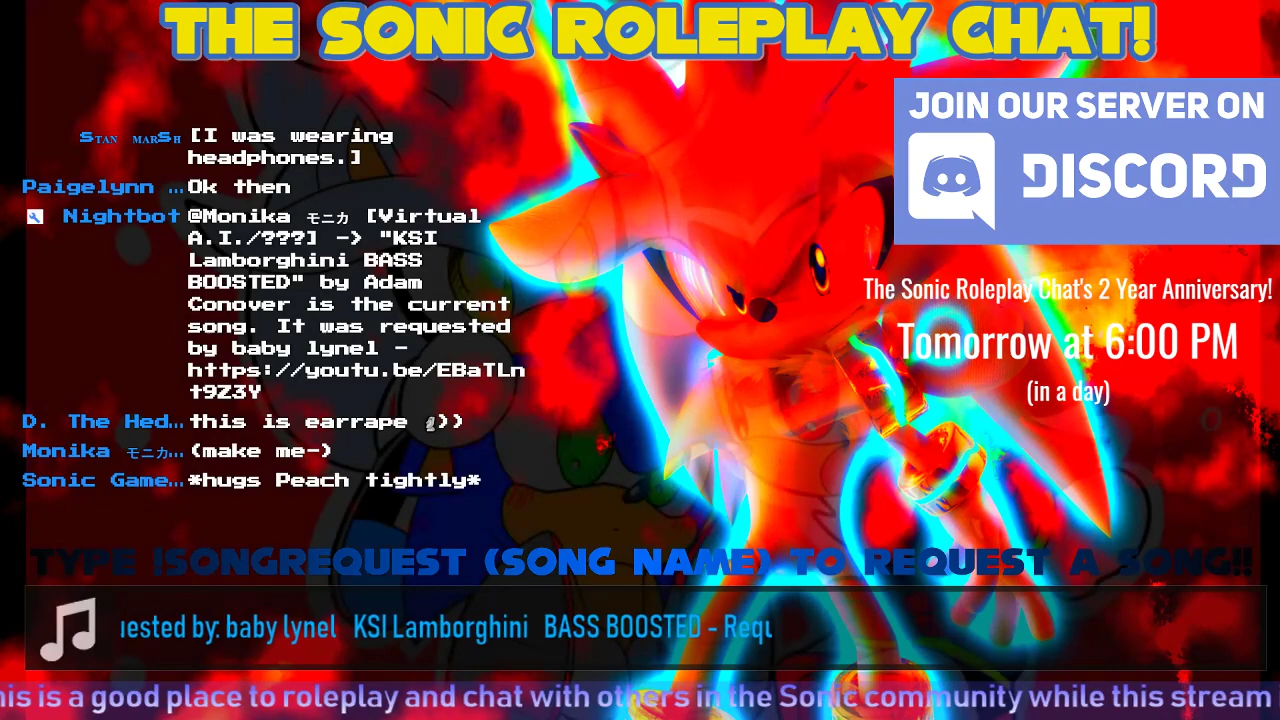 THE SONIC ROLEPLAY CHAT!
JOIN OUR SERVER ON
DISCORD
Sᴛᴀɴ ᴍᴀʀSʜ [I was wearing
headphones.]
Paigelynn ...Ok then
Nightbot @Monika モニカ [Virtual
A.I./???] -> "KSI
Lamborghini BASS
BOOSTED" by Adam
Conover is the current
song. It was requested
by baby lynel -
https://youtu.be/EBaTLn
t9Z3Y
D. The Hed...this is earrape ))
Monika モニカ...(make me-)
Sonic Game...*hugs Peach tightly*
The Sonic Roleplay Chat's 2 Year Anniversary!
Tomorrow at 6:00 PM
(in a day)
TYPE !SONGREQUEST (SONG NAME) TO REQUEST A SONG!!
ested by: baby lynel KSI Lamborghini BASS BOOSTED - Requ
his is a good place to roleplay and chat with others in the Sonic community while this stream